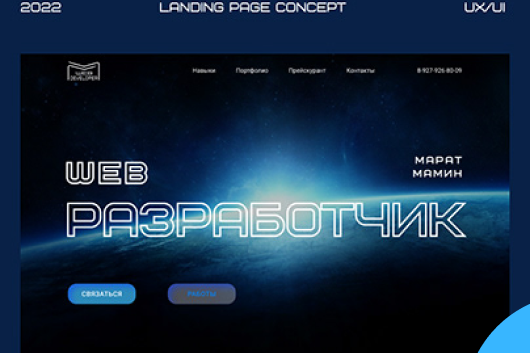 2022 LANDING PAGE CONCEPT UX/UI
WEB DEVELOPER Навыки Портфолио Прейскурант Контакты 8 927-926-80-09
МАРАТ
МАМИН
WEB
РАЗРАБОТЧИК
СВЯЗАТЬСЯ РАБОТЫ